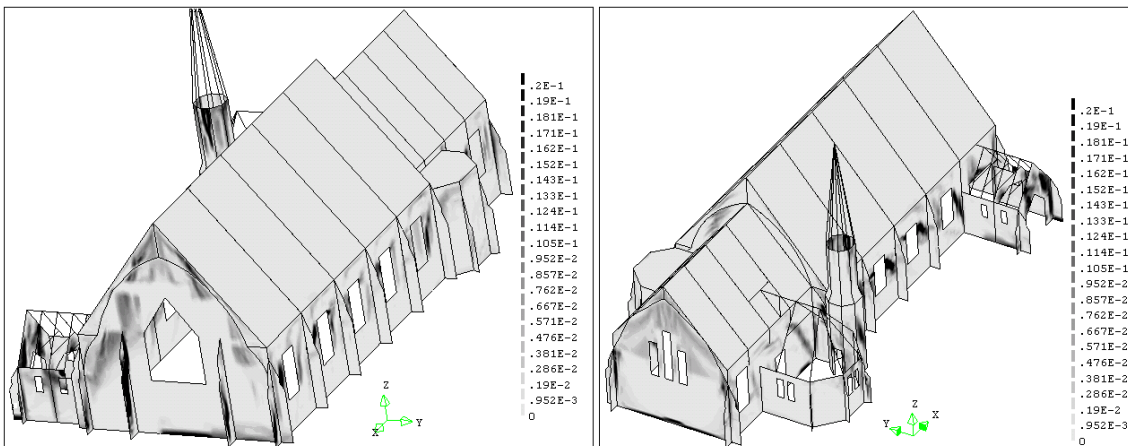 .2E-1
.19E-1
.181E-1
.171E-1
.162E-1
.152E-1
.143E-1
.133E-1
.124E-1
.114E-1
.105E-1
.952E-2
.857E-2
.762E-2
.667E-2
.571E-2
.476E-2
.381E-2
.286E-2
.19E-2
.952E-3
0
Z
X
Y
.2E-1
.19E-1
.181E-1
.171E-1
.162E-1
.152E-1
.143E-1
.133E-1
.124E-1
.114E-1
.105E-1
.952E-2
.857E-2
.762E-2
.667E-2
.571E-2
.476E-2
.381E-2
.286E-2
.19E-2
.952E-3
0
Z
Y
X